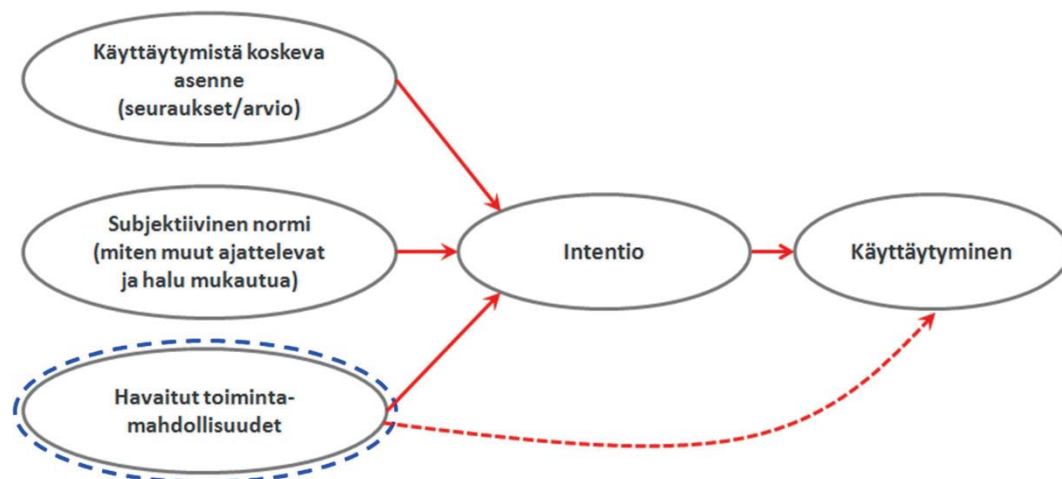 Käyttäytymistä koskeva
asenne
(seuraukset/arvio)
Subjektiivinen normi
(miten muut ajattelevat
ja halu mukautua)
Intentio
Käyttäytyminen
Havaitut toiminta-
mahdollisuudet